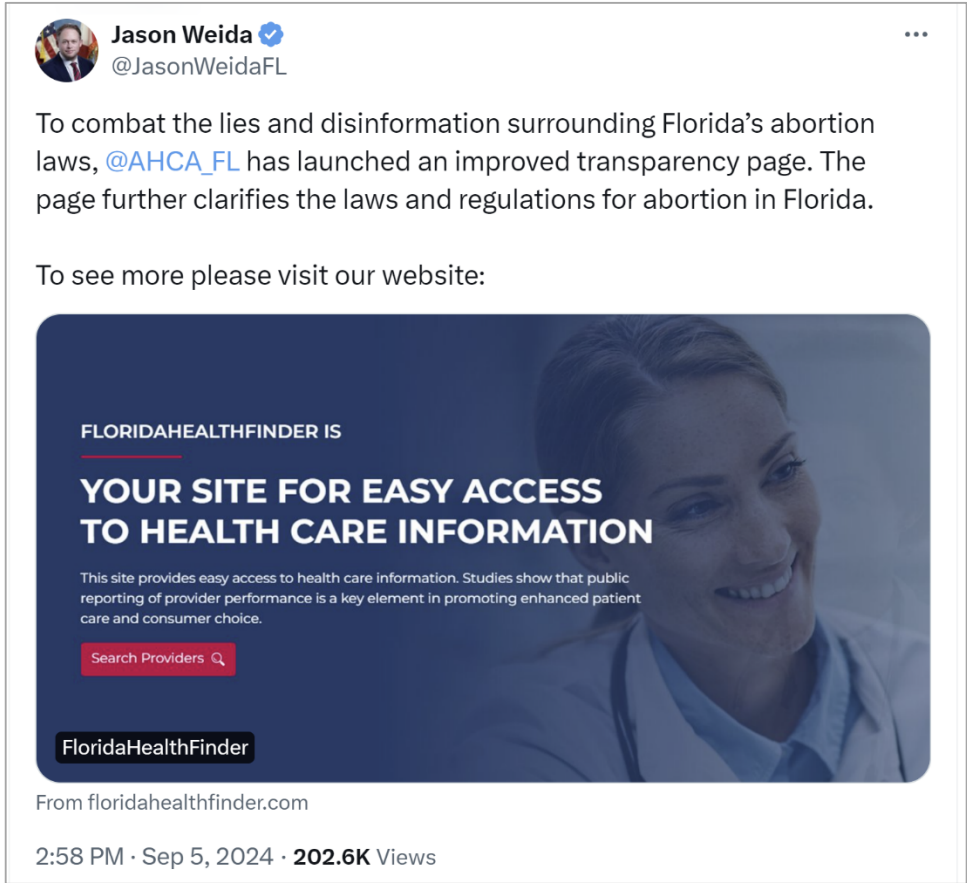 Jason Weida
@JasonWeidaFL
To combat the lies and disinformation surrounding Florida’s abortion
laws, @AHCA_FL has launched an improved transparency page. The
page further clarifies the laws and regulations for abortion in Florida.
To see more please visit our website:
FLORIDAHEALTHFINDER IS
YOUR SITE FOR EASY ACCESS
TO HEALTH CARE INFORMATION
This site provides easy access to health care information. Studies show that public
reporting of provider performance is a key element in promoting enhanced patient
care and consumer choice.
Search Providers
FloridaHealthFinder
From floridahealthfinder.com
2:58 PM · Sep 5, 2024 · 202.6K Views